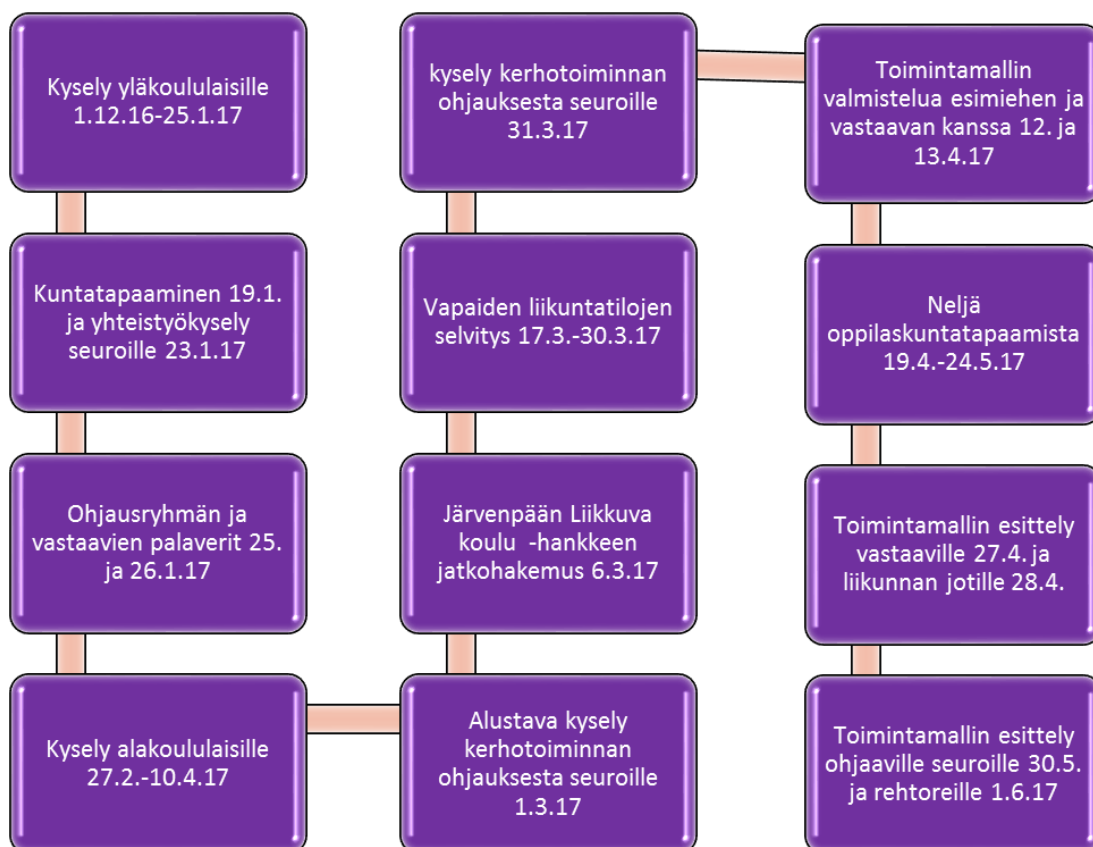 Kysely yläkoululaisille
1.12.16-25.1.17
Kuntatapaaminen 19.1.
ja yhteistyökysely
seuroille 23.1.17
Ohjausryhmän ja
vastaavien palaverit 25.
ja 26.1.17
Kysely alakoululaisille
27.2.-10.4.17
Alustava kysely
kerhotoiminnan
ohjauksesta seuroille
1.3.17
Järvenpään Liikkuva
koulu -hankkeen
jatkohakemus 6.3.17
Vapaiden liikuntatilojen
selvitys 17.3.-30.3.17
kysely kerhotoiminnan
ohjauksesta seuroille
31.3.17
Toimintamallin
valmistelua esimiehen ja
vastaavan kanssa 12. ja
13.4.17
Neljä
oppilaskuntatapaamista
19.4.-24.5.17
Toimintamallin esittely
vastaaville 27.4. ja
liikunnan jotille 28.4.
Toimintamallin esittely
ohjaaville seuroille 30.5.
ja rehtoreille 1.6.17